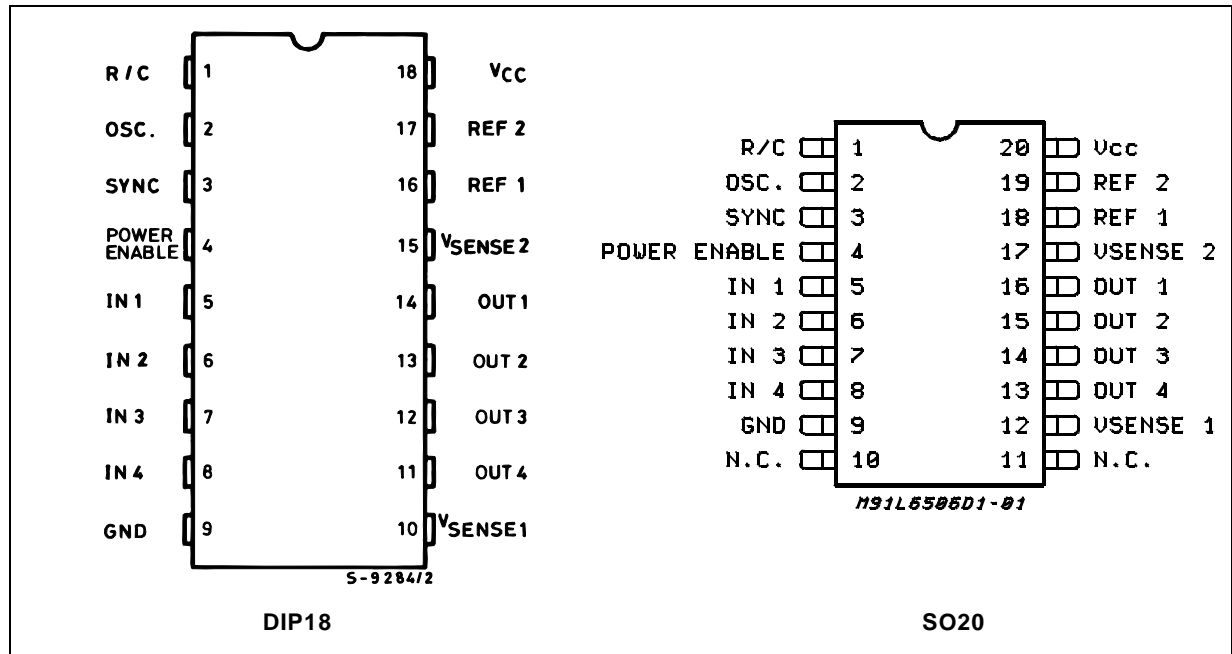 R/C 1 18 VCC
OSC. 2 17 REF 2
SYNC 3 16 REF 1
POWER
ENABLE 4 15 VSENSE2
IN 1 5 14 OUT 1
IN 2 6 13 OUT 2
IN 3 7 12 OUT 3
IN 4 8 11 OUT 4
GND 9 10 VSENSE1
S-9284/2
DIP18
R/C 1 20 Vcc
OSC. 2 19 REF 2
SYNC 3 18 REF 1
POWER ENABLE 4 17 VSENSE 2
IN 1 5 16 OUT 1
IN 2 6 15 OUT 2
IN 3 7 14 OUT 3
IN 4 8 13 OUT 4
GND 9 12 VSENSE 1
N.C. 10 11 N.C.
M91L6506D1-01
SO20